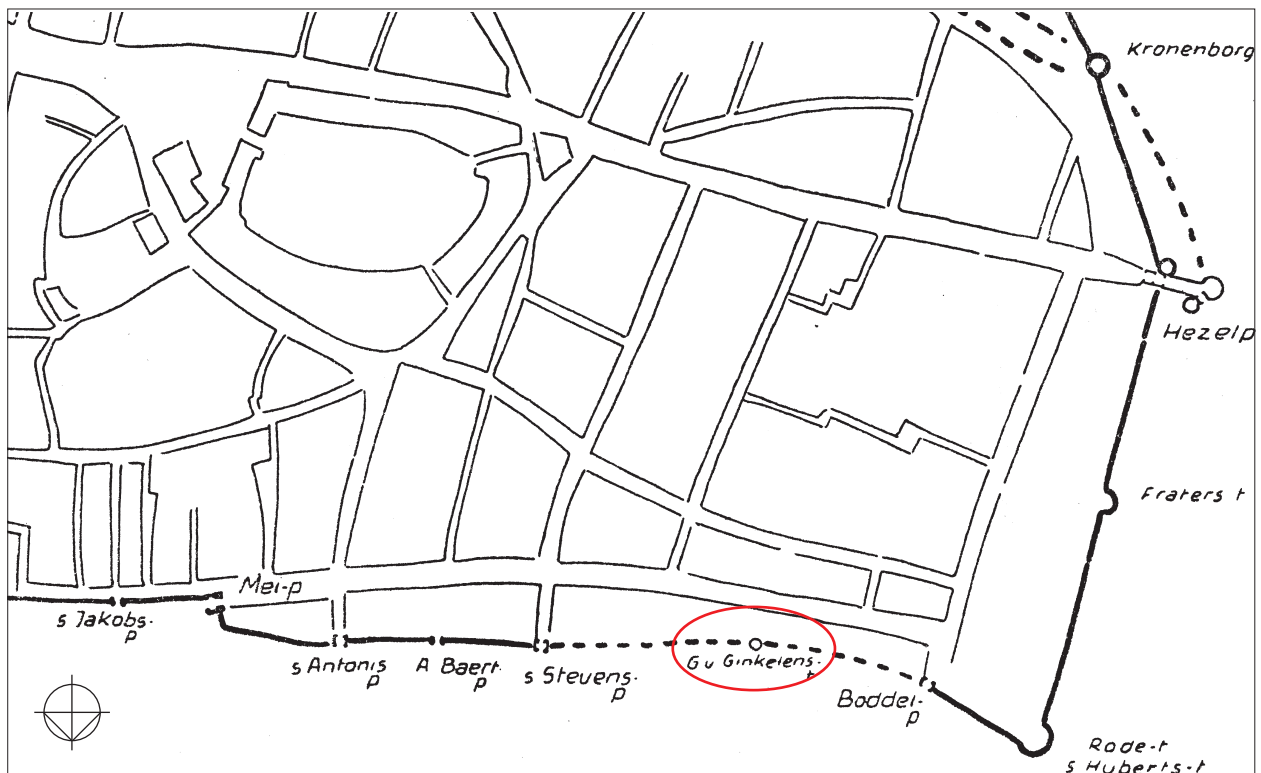 Kronenborg
Hezelp
Fraters t
Mei-p
s Jakobs-
p
s Antonis
p
A Baert.
p
s Stevens-
p
G v Ginkelens-
t
Boddel-
p
Rode-t
s Huberts-t